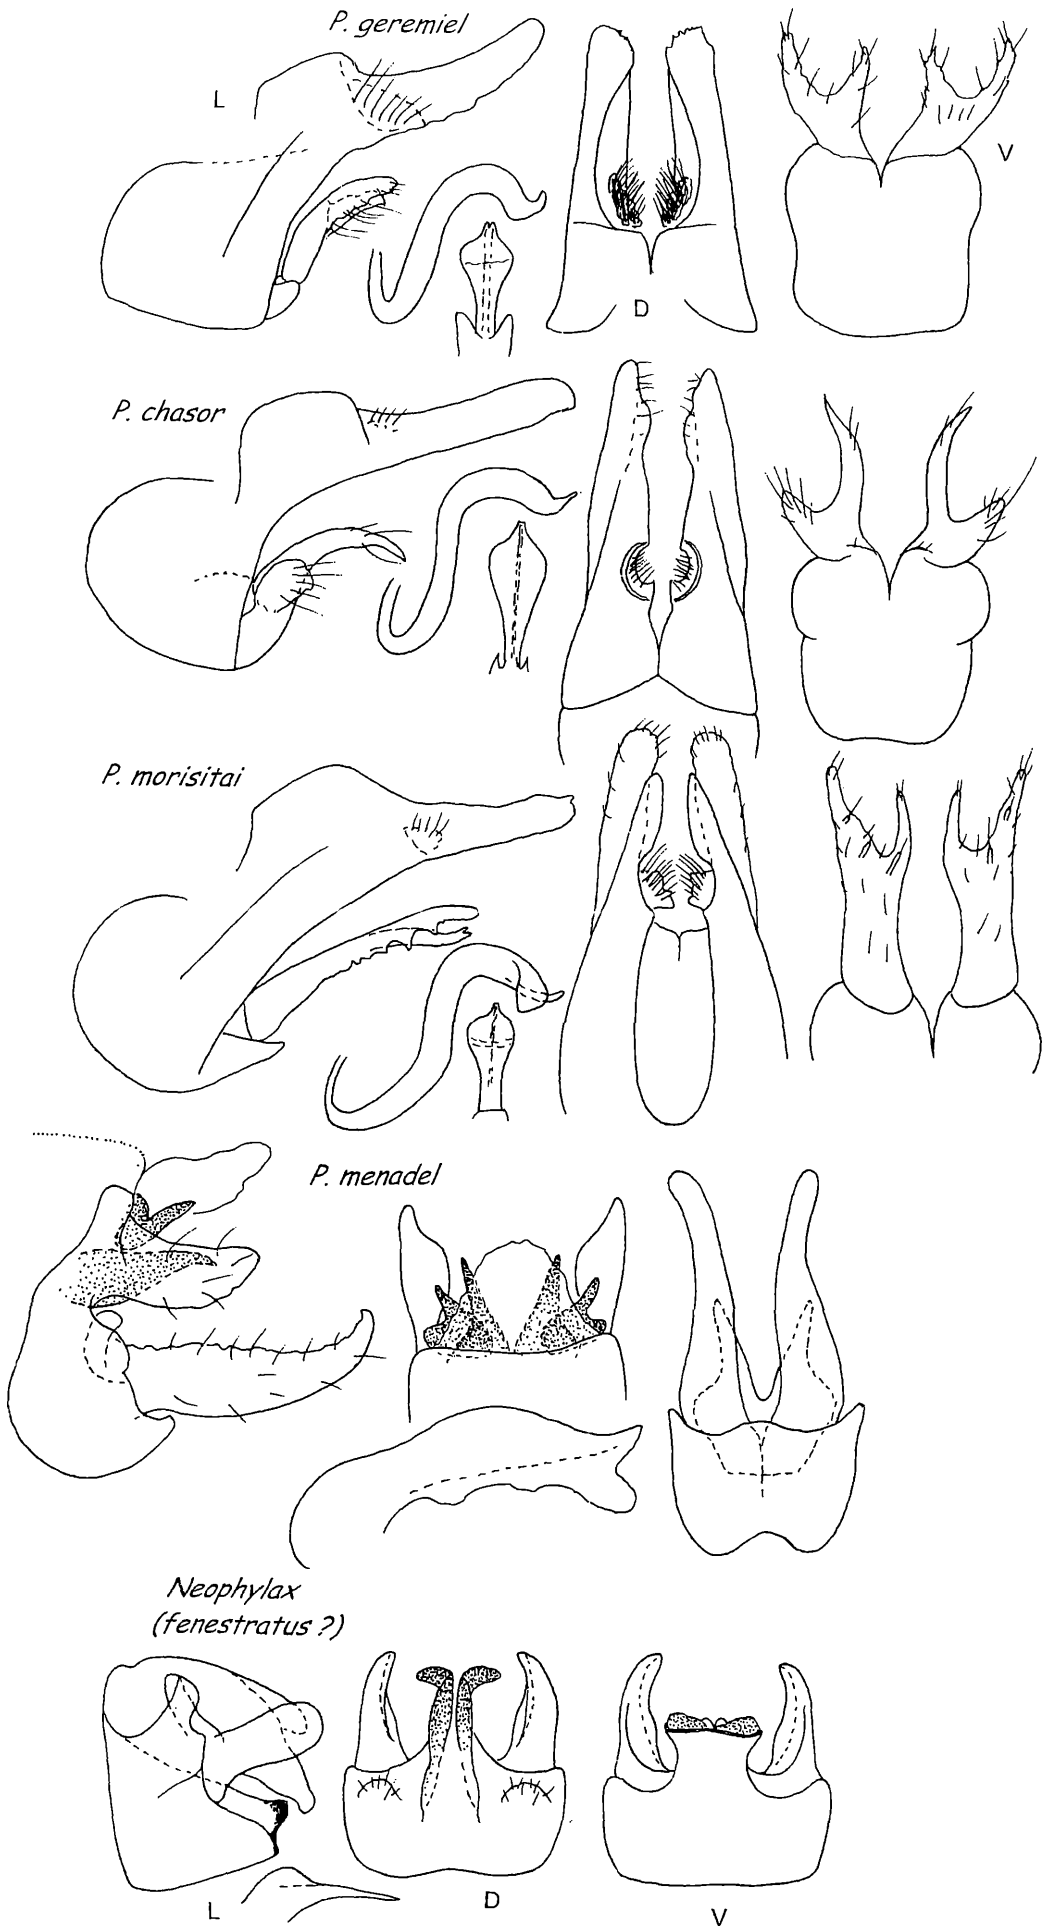 P. geremiel
L
V
D
P. chasor
P. morisitai
P. menadel
Neophylax
(fenestratus ?)
L
D
V